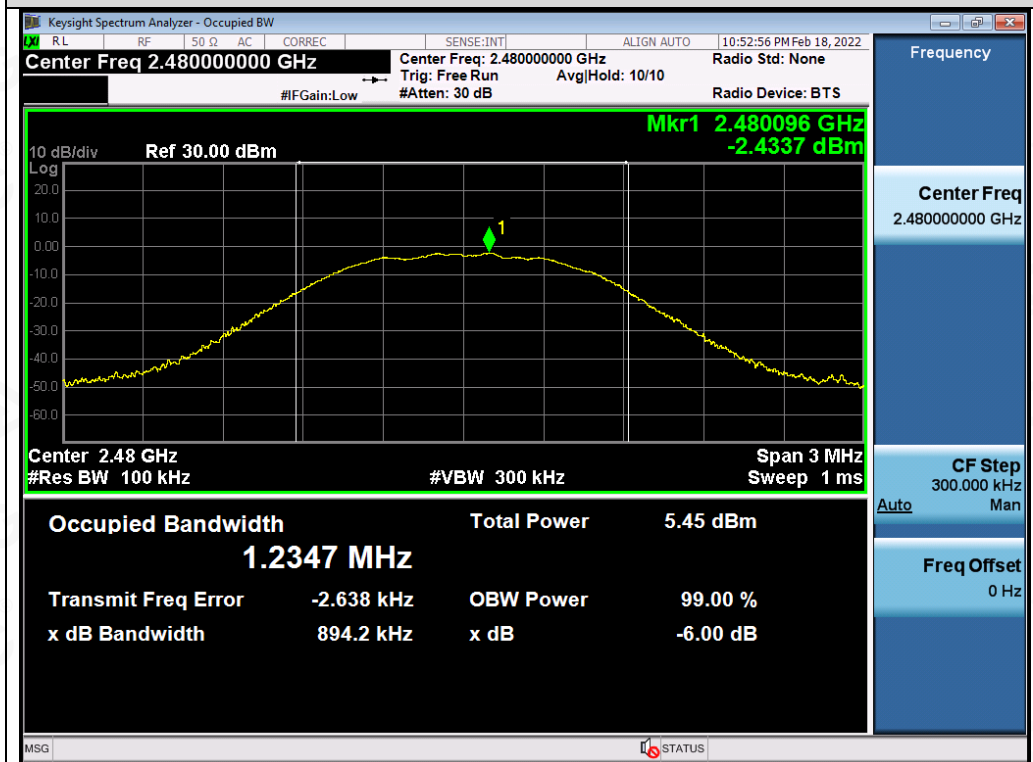 Keysight Spectrum Analyzer - Occupied BW
LXI RL RF 50 Ω AC CORREC SENSE:INT ALIGN AUTO 10:52:56 PM Feb 18, 2022
Center Freq 2.480000000 GHz Center Freq: 2.480000000 GHz Radio Std: None
Trig: Free Run Avg|Hold: 10/10
#IFGain:Low #Atten: 30 dB Radio Device: BTS
Mkr1 2.480096 GHz
10 dB/div Ref 30.00 dBm -2.4337 dBm
Log
20.0
10.0
1
0.00
-10.0
-20.0
-30.0
-40.0
-50.0
-60.0
Center 2.48 GHz Span 3 MHz
#Res BW 100 kHz #VBW 300 kHz Sweep 1 ms
Occupied Bandwidth Total Power 5.45 dBm
1.2347 MHz
Transmit Freq Error -2.638 kHz OBW Power 99.00 %
x dB Bandwidth 894.2 kHz x dB -6.00 dB
Frequency
Center Freq
2.480000000 GHz
CF Step
300.000 kHz
Auto Man
Freq Offset
0 Hz
MSG STATUS